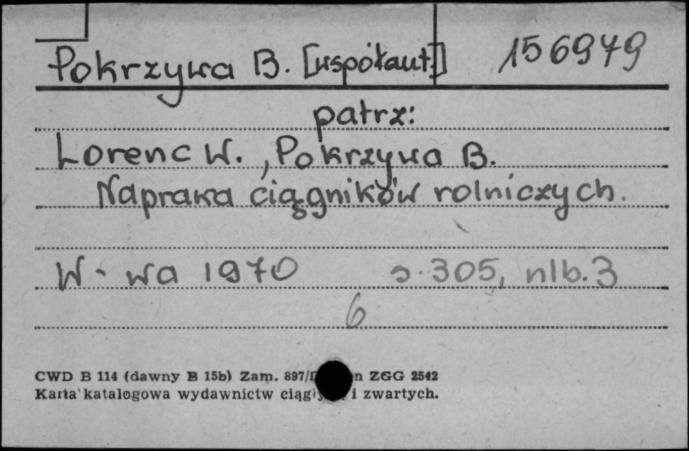 Pokrzywa B. [współaut.] 156979
patrz:
Lorenc W., Pokrzywa B.
Naprawa ciągników rolniczych.
W-wa 1970 s. 305, nlb. 3
6
CWD B 114 (dawny B 15b) Zam. 897/ n ZGG 2542
Karta katalogowa wydawnictw i zwartych.